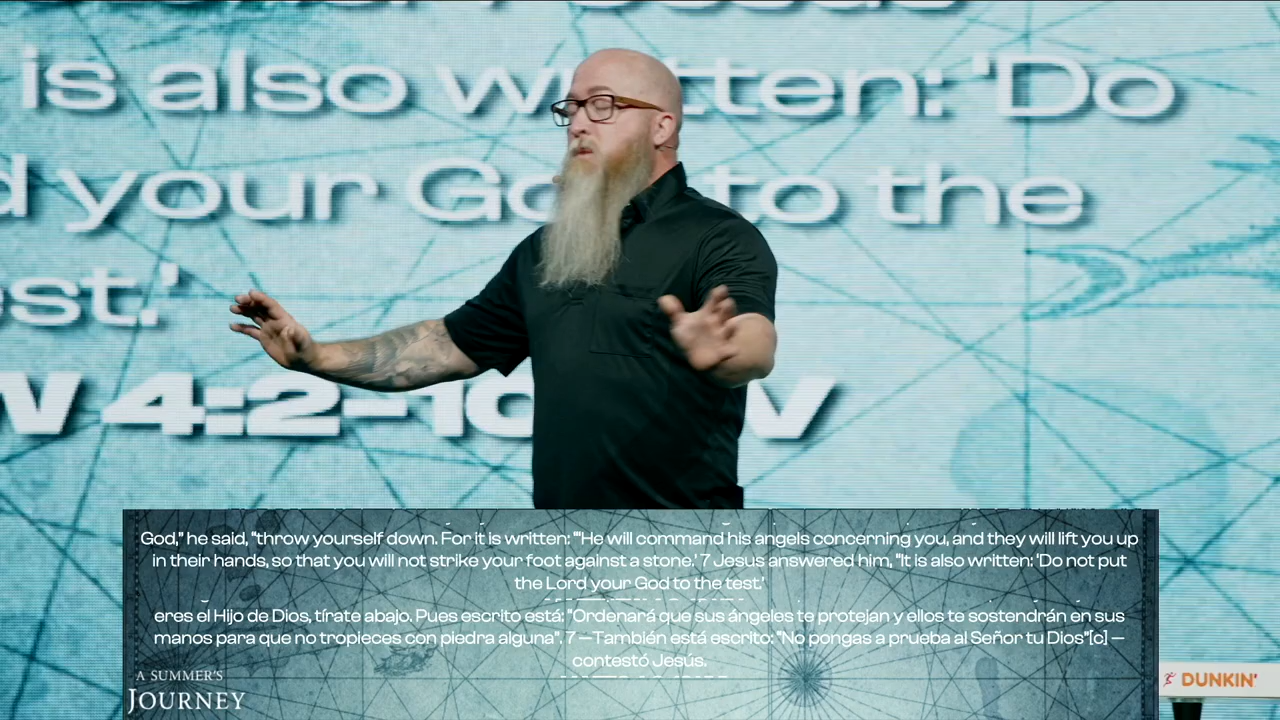 is also written: 'Do
your God to the
est.'
4:2-10
God," he said, "throw yourself down. For it is written: "'He will command his angels concerning you, and they will lift you up
in their hands, so that you will not strike your foot against a stone.' 7 Jesus answered him, "It is also written: 'Do not put
the Lord your God to the test.'
eres el Hijo de Dios, tírate abajo. Pues escrito está: "Ordenará que sus ángeles te protejan y ellos te sostendrán en sus
manos para que no tropieces con piedra alguna". 7 —También está escrito: "No pongas a prueba al Señor tu Dios"[c] —
contestó Jesús.
A SUMMER'S
JOURNEY
DUNKIN'